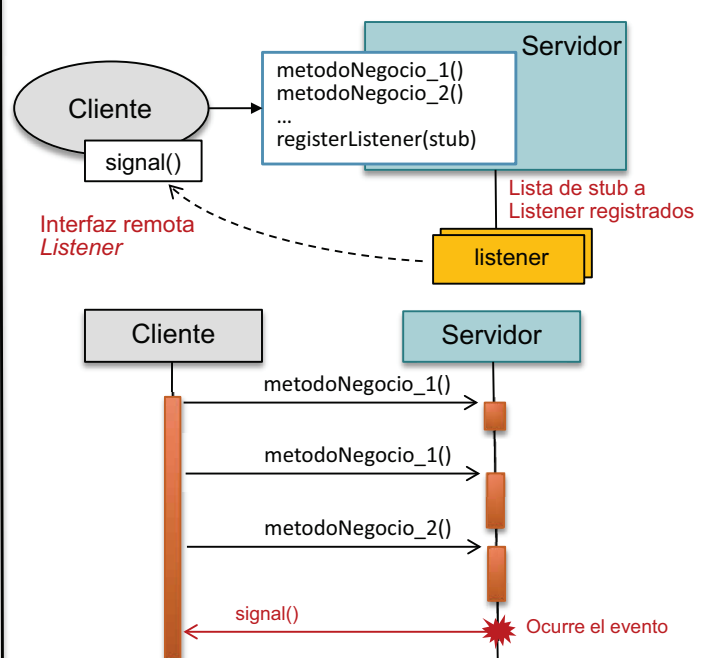 Servidor
metodoNegocio_1()
metodoNegocio_2()
...
registerListener(stub)
Cliente
signal()
Lista de stub a
Listener registrados
Interfaz remota
Listener
listener
Cliente
Servidor
metodoNegocio_1()
metodoNegocio_1()
metodoNegocio_2()
signal()
Ocurre el evento